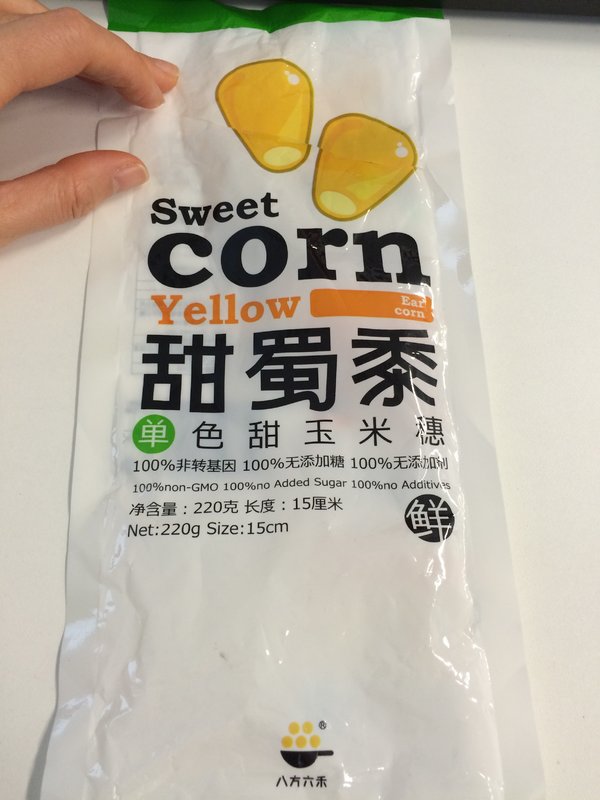 Sweet
corn
Yellow
Ear
corn
甜蜀黍
单色甜玉米穗
100%非转基因 100%无添加糖 100%无添加剂
100%non-GMO 100%no Added Sugar 100%no Additives
净含量：220克 长度：15厘米
Net:220g Size:15cm
鲜
®
八方六禾